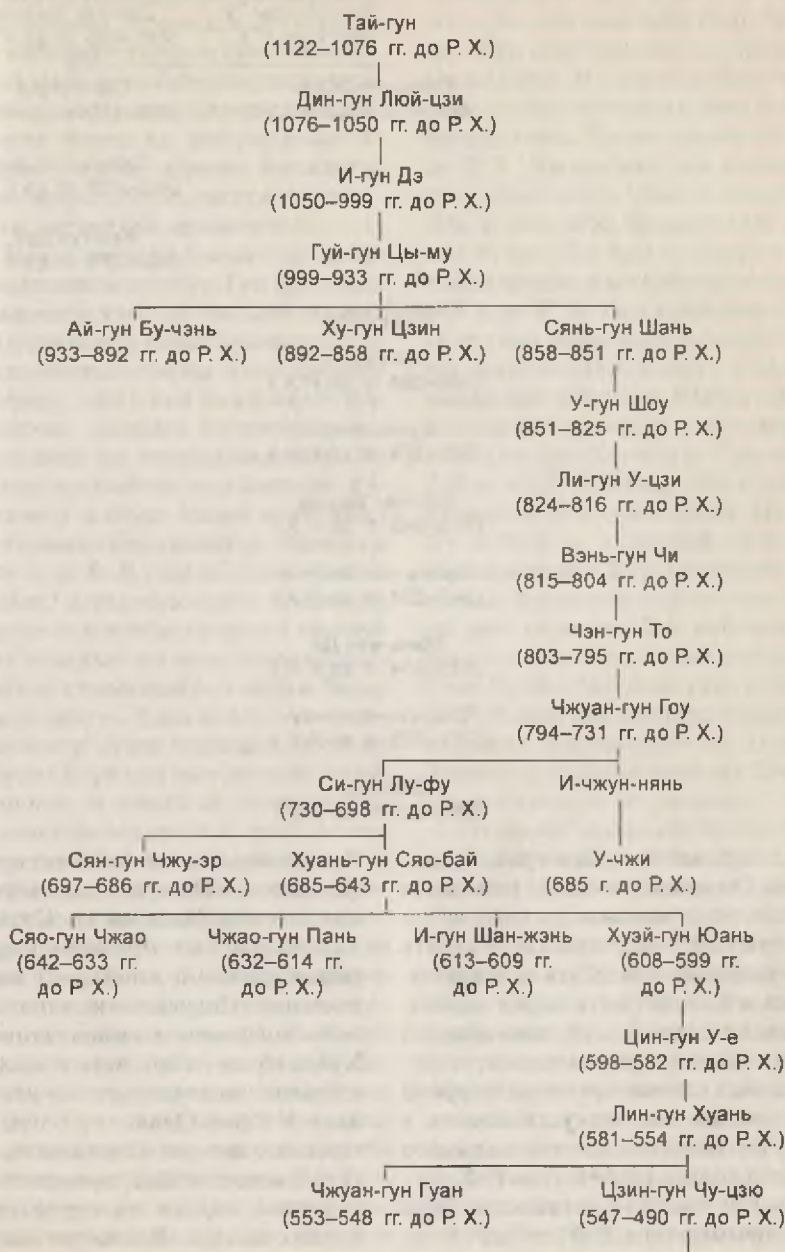 Тай-гун
(1122–1076 гг. до Р. Х.)
Дин-гун Люй-цзи
(1076–1050 гг. до Р. Х.)
И-гун Дэ
(1050–999 гг. до Р. Х.)
Гуй-гун Цы-му
(999–933 гг. до Р. Х.)
Ай-гун Бу-чэнь Ху-гун Цзин Сянь-гун Шань
(933–892 гг. до Р. Х.) (892–858 гг. до Р. Х.) (858–851 гг. до Р. Х.)
У-гун Шоу
(851–825 гг. до Р. Х.)
Ли-гун У-цзи
(824–816 гг. до Р. Х.)
Вэнь-гун Чи
(815–804 гг. до Р. Х.)
Чэн-гун То
(803–795 гг. до Р. Х.)
Чжуан-гун Гоу
(794–731 гг. до Р. Х.)
Си-гун Лу-фу И-чжун-нянь
(730–698 гг. до Р. Х.)
Сян-гун Чжу-эр Хуань-гун Сяо-бай У-чжи
(697–686 гг. до Р. Х.) (685–643 гг. до Р. Х.) (685 г. до Р. Х.)
Сяо-гун Чжао Чжао-гун Пань И-гун Шан-жэнь Хуэй-гун Юань
(642–633 гг. (632–614 гг. (613–609 гг. (608–599 гг.
до Р Х.) до Р. Х.) до Р. Х.) до Р. Х.)
Цин-гун У-е
(598–582 гг. до Р. Х.)
Лин-гун Хуань
(581–554 гг. до Р. Х.)
Чжуан-гун Гуан Цзин-гун Чу-цзю
(553–548 гг. до Р. Х.) (547–490 гг. до Р. Х.)